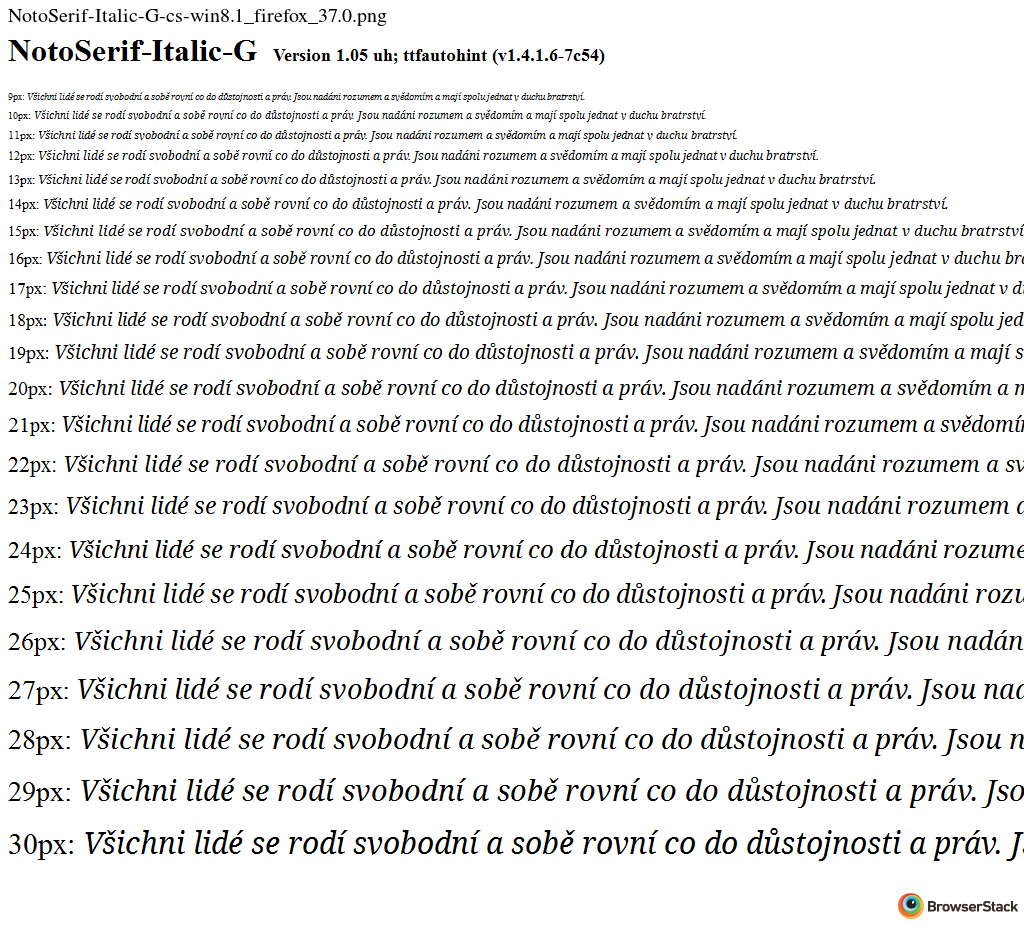 NotoSerif-Italic-G-cs-win8.1_firefox_37.0.png
NotoSerif-Italic-G Version 1.05 uh; ttfautohint (v1.4.1.6-7c54)
9px: Všichni lidé se rodí svobodní a sobě rovní co do důstojnosti a práv. Jsou nadáni rozumem a svědomím a mají spolu jednat v duchu bratrství.
10px: Všichni lidé se rodí svobodní a sobě rovní co do důstojnosti a práv. Jsou nadáni rozumem a svědomím a mají spolu jednat v duchu bratrství.
11px: Všichni lidé se rodí svobodní a sobě rovní co do důstojnosti a práv. Jsou nadáni rozumem a svědomím a mají spolu jednat v duchu bratrství.
12px: Všichni lidé se rodí svobodní a sobě rovní co do důstojnosti a práv. Jsou nadáni rozumem a svědomím a mají spolu jednat v duchu bratrství.
13px: Všichni lidé se rodí svobodní a sobě rovní co do důstojnosti a práv. Jsou nadáni rozumem a svědomím a mají spolu jednat v duchu bratrství.
14px: Všichni lidé se rodí svobodní a sobě rovní co do důstojnosti a práv. Jsou nadáni rozumem a svědomím a mají spolu jednat v duchu bratrství.
15px: Všichni lidé se rodí svobodní a sobě rovní co do důstojnosti a práv. Jsou nadáni rozumem a svědomím a mají spolu jednat v duchu bratrství
16px: Všichni lidé se rodí svobodní a sobě rovní co do důstojnosti a práv. Jsou nadáni rozumem a svědomím a mají spolu jednat v duchu br
17px: Všichni lidé se rodí svobodní a sobě rovní co do důstojnosti a práv. Jsou nadáni rozumem a svědomím a mají spolu jednat v d
18px: Všichni lidé se rodí svobodní a sobě rovní co do důstojnosti a práv. Jsou nadáni rozumem a svědomím a mají spolu jed
19px: Všichni lidé se rodí svobodní a sobě rovní co do důstojnosti a práv. Jsou nadáni rozumem a svědomím a mají s
20px: Všichni lidé se rodí svobodní a sobě rovní co do důstojnosti a práv. Jsou nadáni rozumem a svědomím a m
21px: Všichni lidé se rodí svobodní a sobě rovní co do důstojnosti a práv. Jsou nadáni rozumem a svědomí
22px: Všichni lidé se rodí svobodní a sobě rovní co do důstojnosti a práv. Jsou nadáni rozumem a sv
23px: Všichni lidé se rodí svobodní a sobě rovní co do důstojnosti a práv. Jsou nadáni rozumem a
24px: Všichni lidé se rodí svobodní a sobě rovní co do důstojnosti a práv. Jsou nadáni rozume
25px: Všichni lidé se rodí svobodní a sobě rovní co do důstojnosti a práv. Jsou nadáni rozu
26px: Všichni lidé se rodí svobodní a sobě rovní co do důstojnosti a práv. Jsou nadán
27px: Všichni lidé se rodí svobodní a sobě rovní co do důstojnosti a práv. Jsou nad
28px: Všichni lidé se rodí svobodní a sobě rovní co do důstojnosti a práv. Jsou n
29px: Všichni lidé se rodí svobodní a sobě rovní co do důstojnosti a práv. Jso
30px: Všichni lidé se rodí svobodní a sobě rovní co do důstojnosti a práv. J
BrowserStack